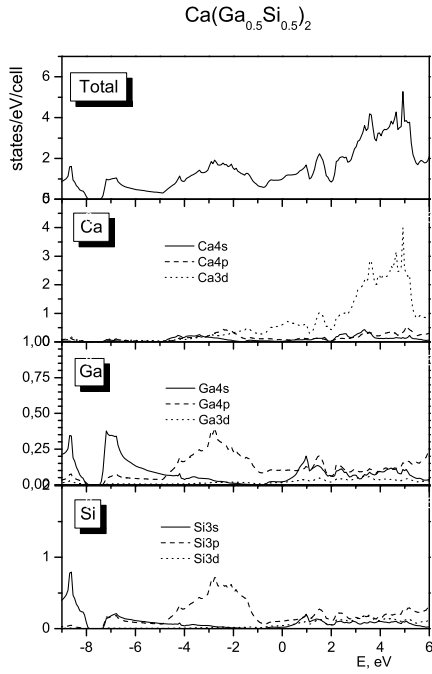 Ca(Ga0.5Si0.5)2
states/eV/cell
6
4
2
0
Total
4
3
2
1
Ca
Ca4s
Ca4p
Ca3d
1,00
0,75
0,50
0,25
0,00
Ga
Ga4s
Ga4p
Ga3d
2
1
0
Si
Si3s
Si3p
Si3d
-8 -6 -4 -2 0 2 4 6
E, eV